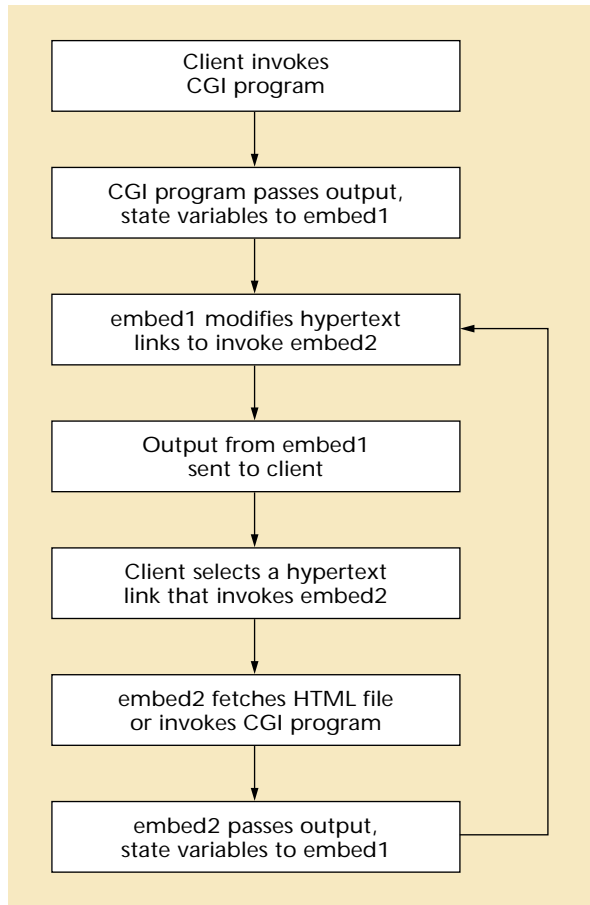 Client invokes
CGI program
CGI program passes output,
state variables to embed1
embed1 modifies hypertext
links to invoke embed2
Output from embed1
sent to client
Client selects a hypertext
link that invokes embed2
embed2 fetches HTML file
or invokes CGI program
embed2 passes output,
state variables to embed1